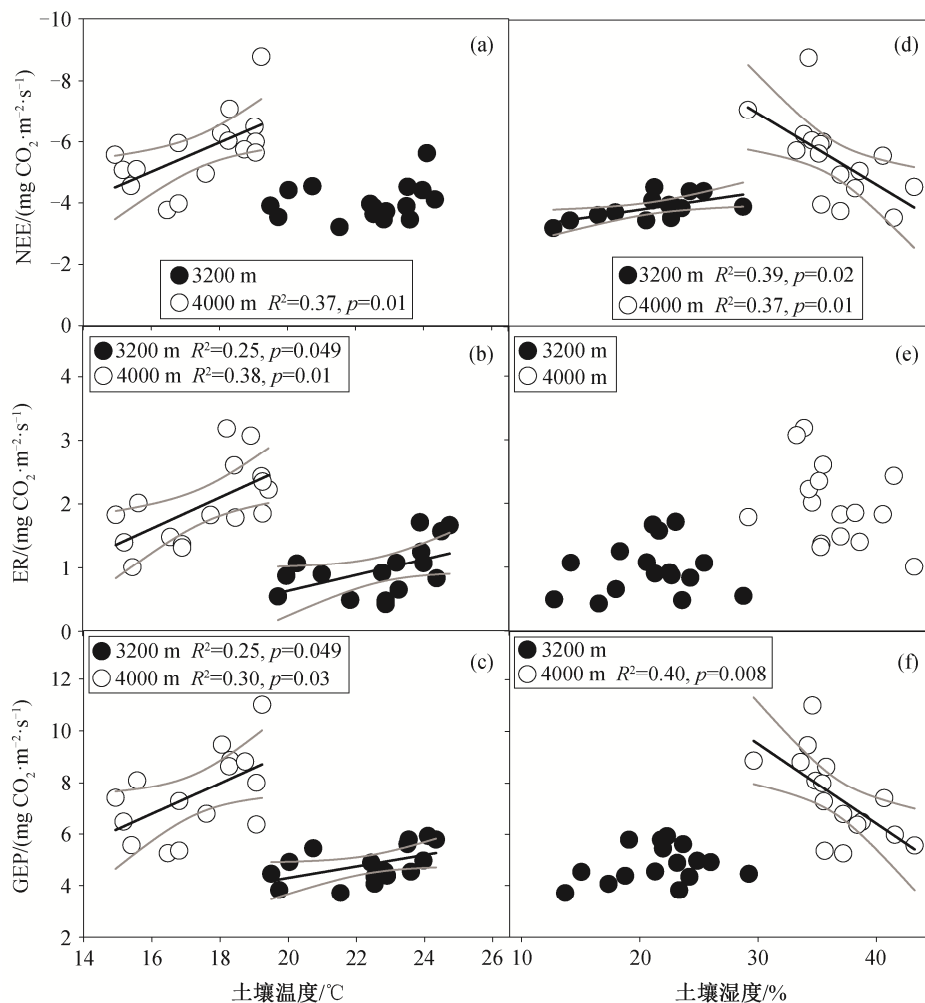 −10
−8
−6
−4
−2
0
NEE/(mg CO₂·m⁻²·s⁻¹)
(a)
3200 m
4000 m R²=0.37, p=0.01
(d)
3200 m R²=0.39, p=0.02
4000 m R²=0.37, p=0.01
4
3
2
1
0
ER/(mg CO₂·m⁻²·s⁻¹)
3200 m R²=0.25, p=0.049
4000 m R²=0.38, p=0.01
(b)
3200 m
4000 m
(e)
12
10
8
6
4
2
GEP/(mg CO₂·m⁻²·s⁻¹)
3200 m R²=0.25, p=0.049
4000 m R²=0.30, p=0.03
(c)
3200 m
4000 m R²=0.40, p=0.008
(f)
14 16 18 20 22 24 26
10 20 30 40
土壤温度/℃
土壤湿度/%